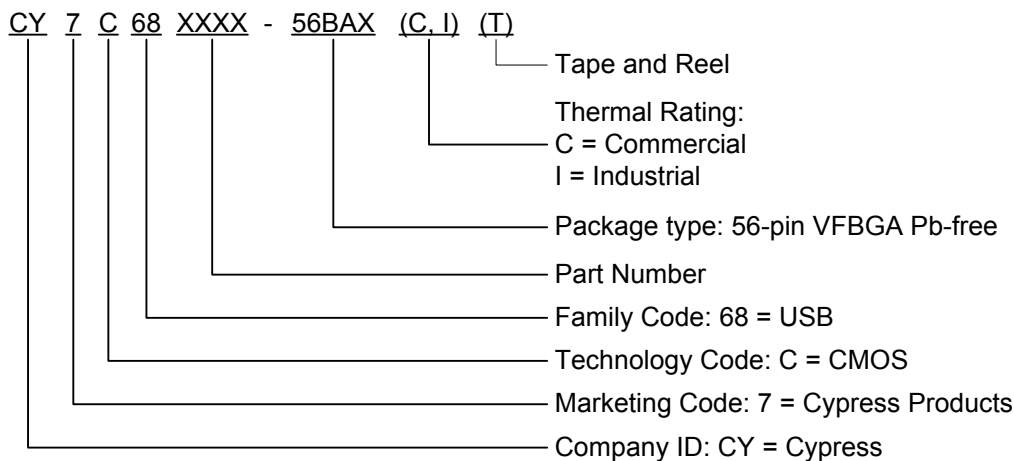 CY 7 C 68 XXXX - 56BAX (C, I) (T)
Tape and Reel
Thermal Rating:
C = Commercial
I = Industrial
Package type: 56-pin VFBGA Pb-free
Part Number
Family Code: 68 = USB
Technology Code: C = CMOS
Marketing Code: 7 = Cypress Products
Company ID: CY = Cypress